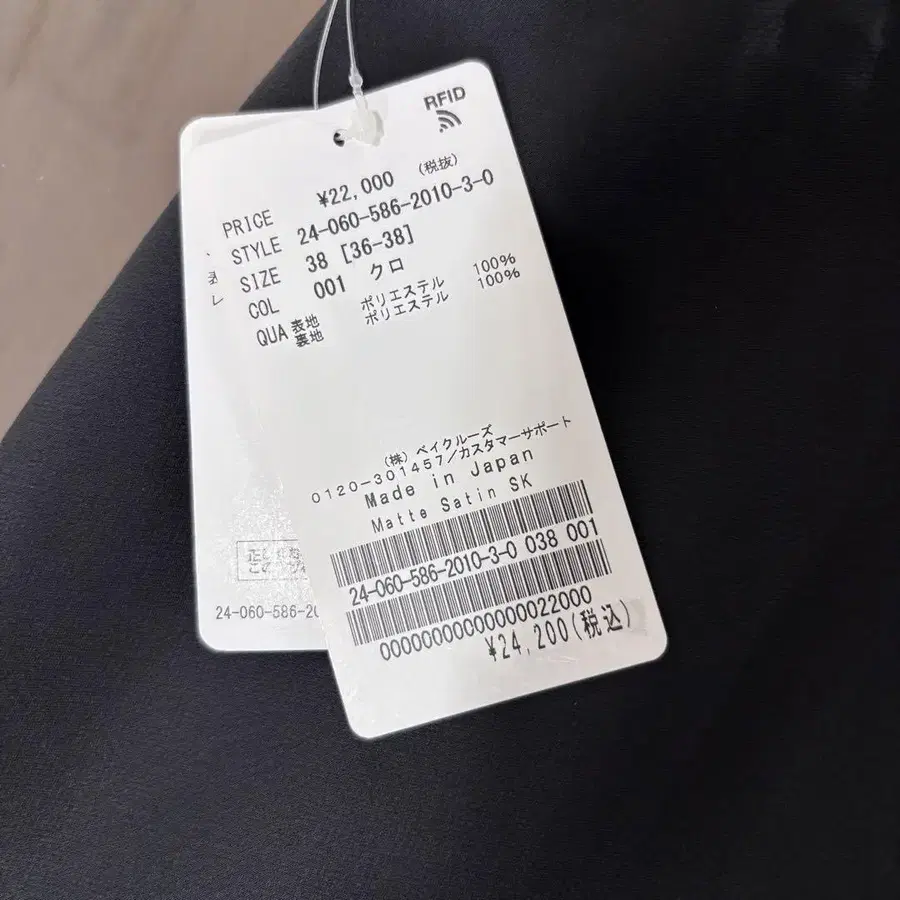 RFID
PRICE ¥22,000 (税抜)
STYLE 24-060-586-2010-3-0
SIZE 38 [36-38]
COL 001 クロ
QUA 表地 ポリエステル 100%
裏地 ポリエステル 100%
(株) ベイクルーズ
0120-301457/カスタマーサポート
Made in Japan
Matte Satin SK
24-060-586-2010-3-0 038 001
0000000000000022000
¥24,200(税込)
24-060-586-20